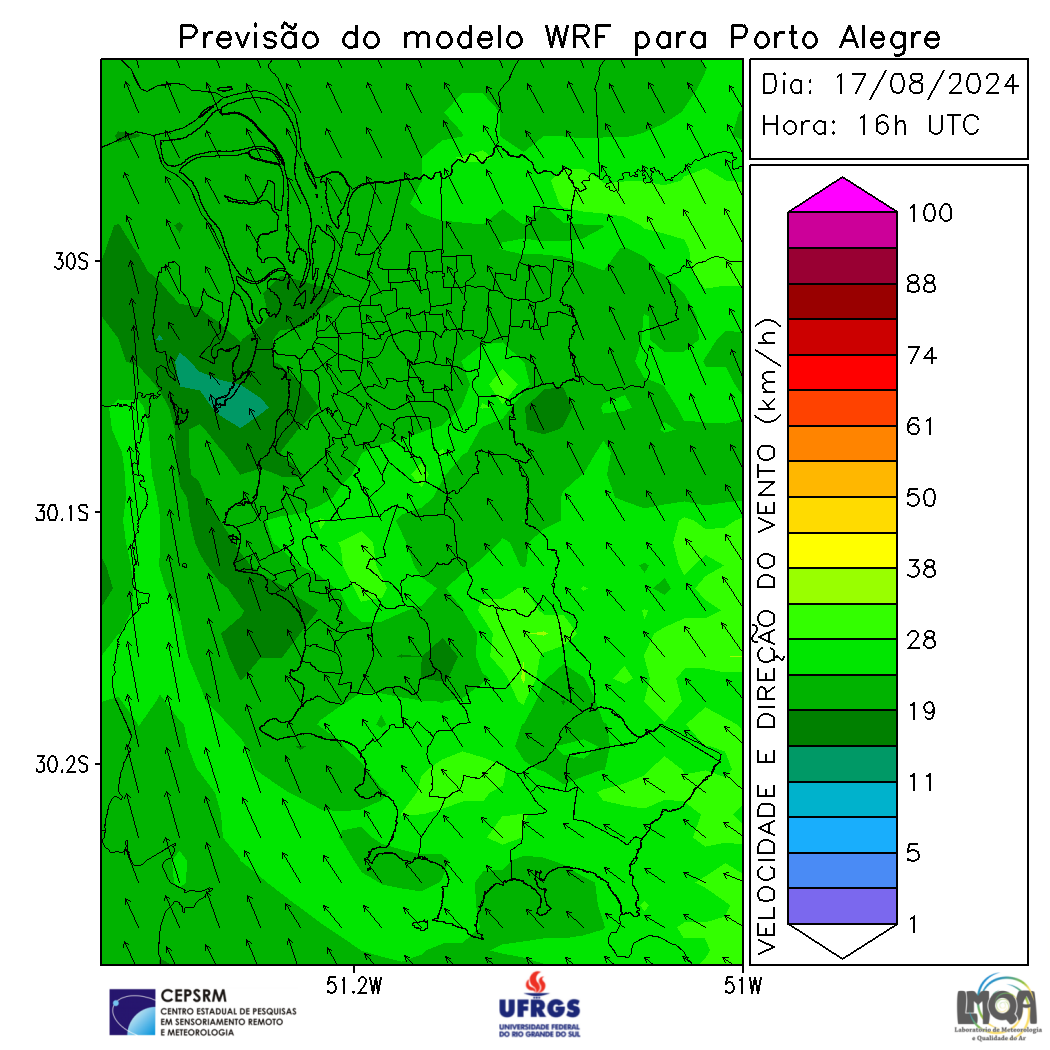 Previsão do modelo WRF para Porto Alegre
Dia: 17/08/2024
Hora: 16h UTC
30S
30.1S
30.2S
51.2W
51W
VELOCIDADE E DIREÇÃO DO VENTO (km/h)
100
88
74
61
50
38
28
19
11
5
1
CEPSRM
CENTRO ESTADUAL DE PESQUISAS
EM SENSORIAMENTO REMOTO
E METEOROLOGIA
UFRGS
UNIVERSIDADE FEDERAL
DO RIO GRANDE DO SUL
LMQA
Laboratório de Meteorologia
e Qualidade do Ar